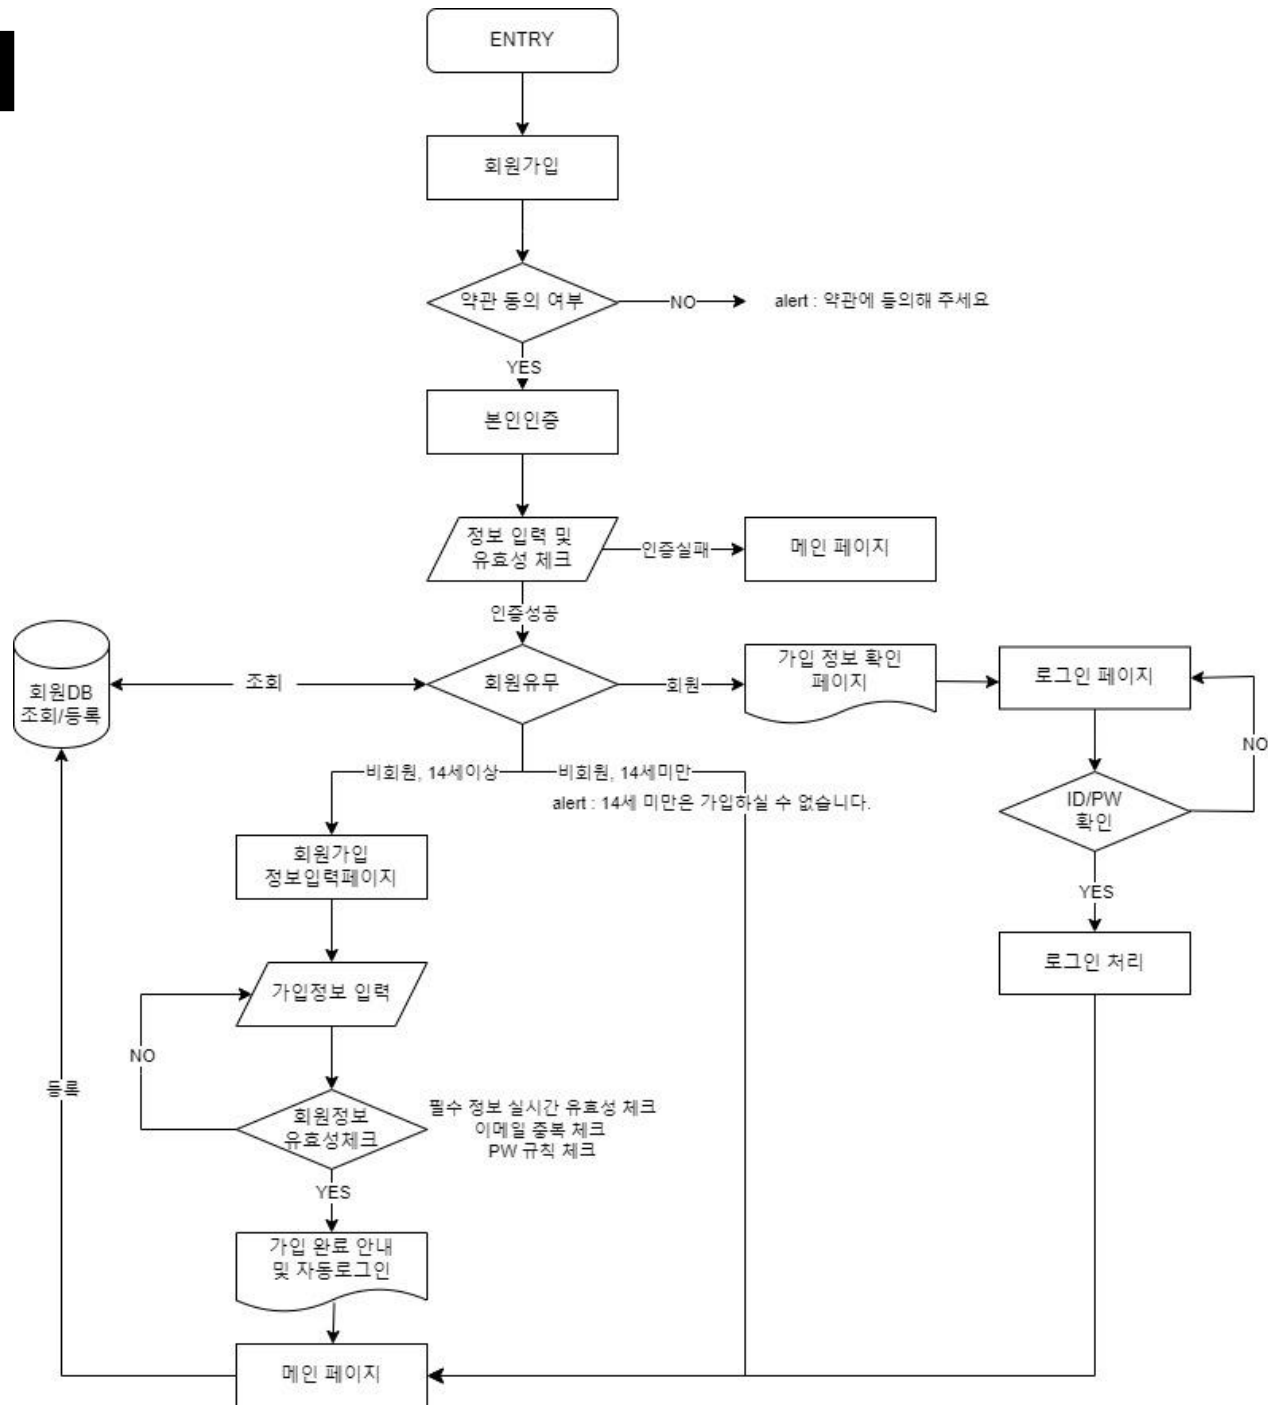 ENTRY
회원가입
약관 동의 여부
NO
alert : 약관에 동의해 주세요
YES
본인인증
정보 입력 및
유효성 체크
인증실패
메인 페이지
인증성공
회원DB
조회/등록
조회
회원유무
회원
가입 정보 확인
페이지
로그인 페이지
NO
비회원, 14세이상
비회원, 14세미만
alert : 14세 미만은 가입하실 수 없습니다.
ID/PW
확인
회원가입
정보입력페이지
YES
로그인 처리
가입정보 입력
NO
등록
회원정보
유효성체크
필수 정보 실시간 유효성 체크
이메일 중복 체크
PW 규칙 체크
YES
가입 완료 안내
및 자동로그인
메인 페이지